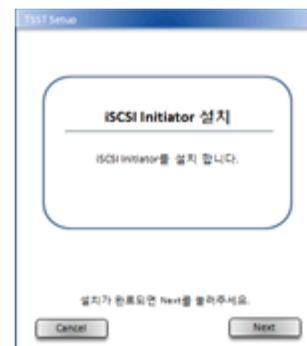 TSST Setup
iSCSI Initiator 설치
iSCSI Initiator를 설치 합니다.
설치가 완료되면 Next를 눌러주세요.
Cancel
Next